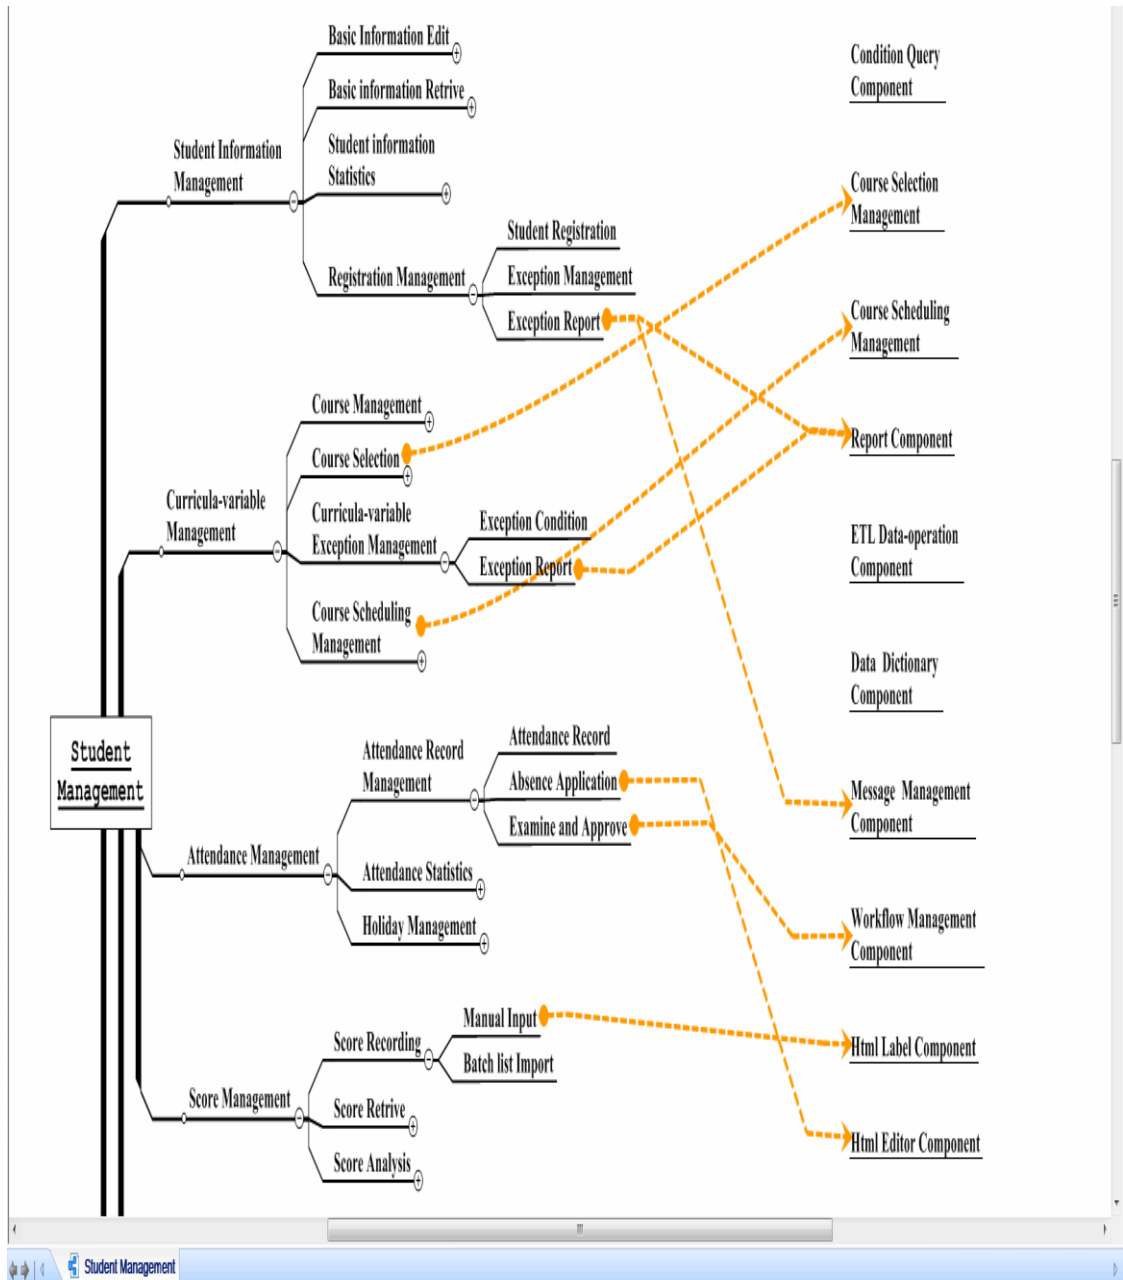 Basic Information Edit
Basic information Retrive
Student Information
Management
Student information
Statistics
Registration Management
Student Registration
Exception Management
Exception Report
Course Management
Course Selection
Curricula-variable
Management
Curricula-variable
Exception Management
Exception Condition
Exception Report
Course Scheduling
Management
Student
Management
Attendance Record
Management
Attendance Record
Absence Application
Examine and Approve
Attendance Management
Attendance Statistics
Holiday Management
Score Recording
Manual Input
Batch list Import
Score Management
Score Retrive
Score Analysis
Condition Query
Component
Course Selection
Management
Course Scheduling
Management
Report Component
ETL Data-operation
Component
Data Dictionary
Component
Message Management
Component
Workflow Management
Component
Html Label Component
Html Editor Component
Student Management